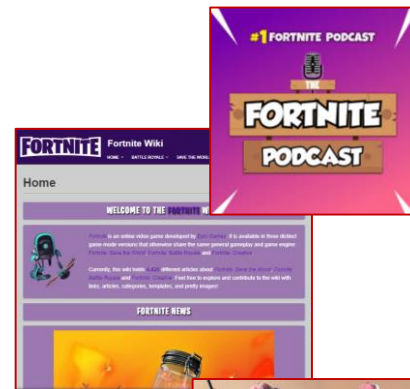 #1 FORTNITE PODCAST
THE
FORTNITE
PODCAST
FORTNITE
Fortnite Wiki
HOME
BATTLE ROYALE
SAVE THE WORL
Home
WELCOME TO THE FORTNITE
Fortnite is an online video game developed by Epic Games. It is available in three distinct
game mode versions that otherwise share the same general gameplay and game engine:
Fortnite: Save the World, Fortnite Battle Royale and Fortnite Creative.
Currently, this wiki holds different articles about Fortnite: Save the World, Fortnite
Battle Royale and Fortnite: Creative. Feel free to explore and contribute to the wiki with
links, articles, categories, templates, and pretty images!
FORTNITE NEWS